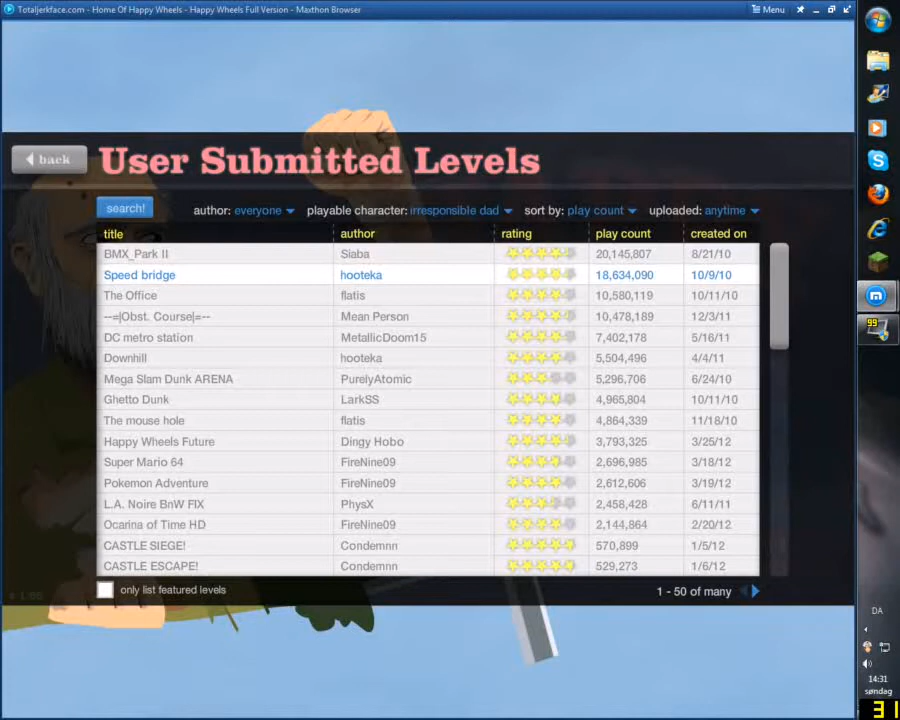 Totaljerkface.com - Home Of Happy Wheels - Happy Wheels Full Version - Maxthon Browser
Menu
back
User Submitted Levels
search!
author: everyone
playable character: irresponsible dad
sort by: play count
uploaded: anytime
title author rating play count created on
BMX_Park II Siaba 20,145,807 8/21/10
Speed bridge hooteka 18,634,090 10/9/10
The Office flatis 10,580,119 10/11/10
--=|Obst. Course|=-- Mean Person 10,478,189 12/3/11
DC metro station MetallicDoom15 7,402,178 5/16/11
Downhill hooteka 5,504,496 4/4/11
Mega Slam Dunk ARENA PurelyAtomic 5,296,706 6/24/10
Ghetto Dunk LarkSS 4,965,804 10/11/10
The mouse hole flatis 4,864,339 11/18/10
Happy Wheels Future Dingy Hobo 3,793,325 3/25/12
Super Mario 64 FireNine09 2,696,985 3/18/12
Pokemon Adventure FireNine09 2,612,606 3/19/12
L.A. Noire BnW FIX PhysX 2,458,428 6/11/11
Ocarina of Time HD FireNine09 2,144,864 2/20/12
CASTLE SIEGE! Condemnn 570,899 1/5/12
CASTLE ESCAPE! Condemnn 529,273 1/6/12
only list featured levels
1 - 50 of many
99
DA
14:31
søndag
31